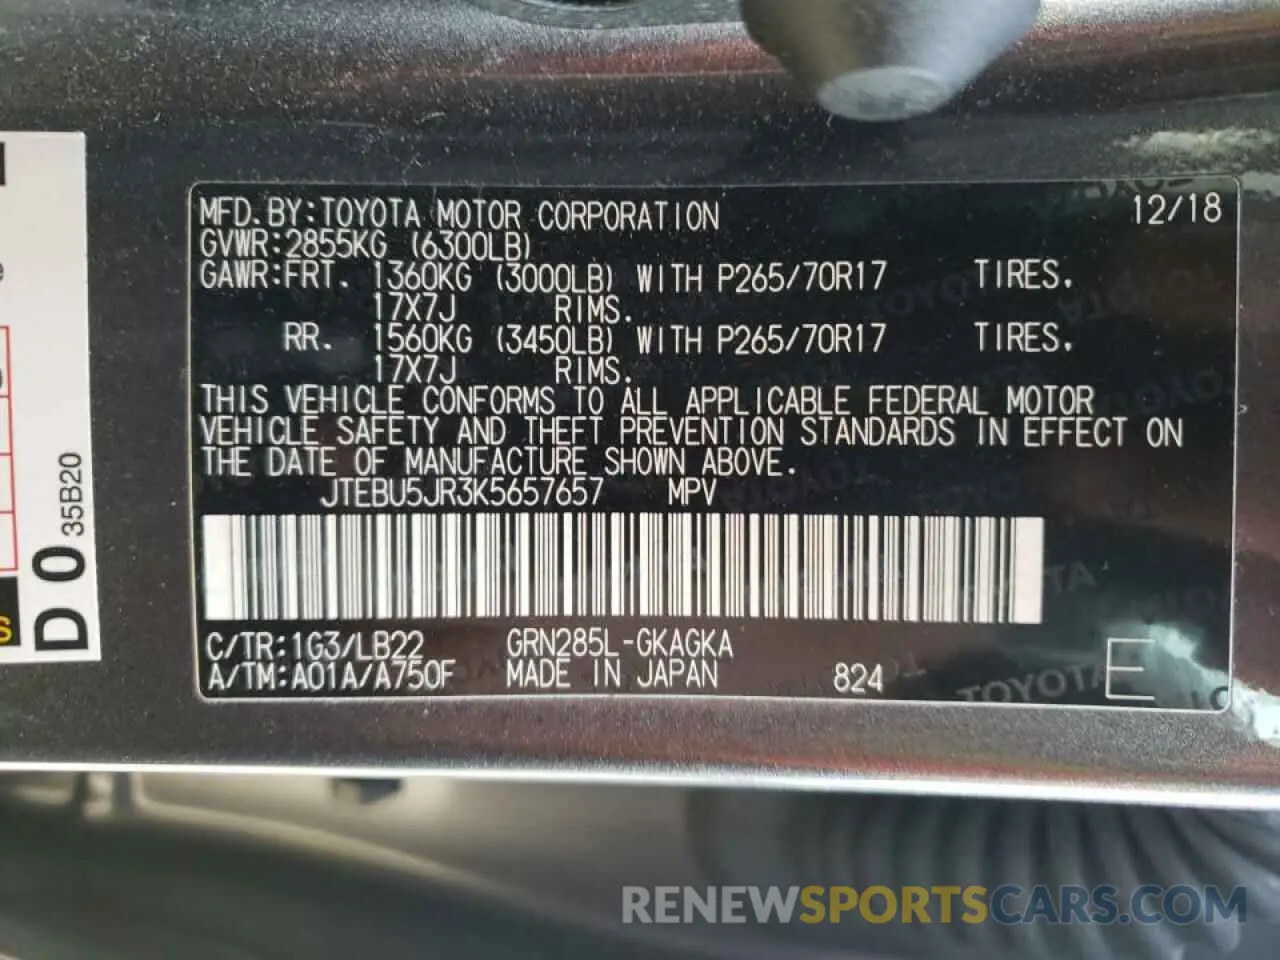 MFD.BY:TOYOTA MOTOR CORPORATION 12/18
GVWR:2855KG (6300LB)
GAWR:FRT. 1360KG (3000LB) WITH P265/70R17 TIRES.
17X7J RIMS.
RR. 1560KG (3450LB) WITH P265/70R17 TIRES.
17X7J RIMS.
THIS VEHICLE CONFORMS TO ALL APPLICABLE FEDERAL MOTOR
VEHICLE SAFETY AND THEFT PREVENTION STANDARDS IN EFFECT ON
THE DATE OF MANUFACTURE SHOWN ABOVE.
JTEBU5JR3K5657657 MPV
C/TR:1G3/LB22 GRN285L-GKAGKA
A/TM:A01A/A750F MADE IN JAPAN 824 E
D 0 35B20
TOYOTA
RENEWSPORTSCARS.COM